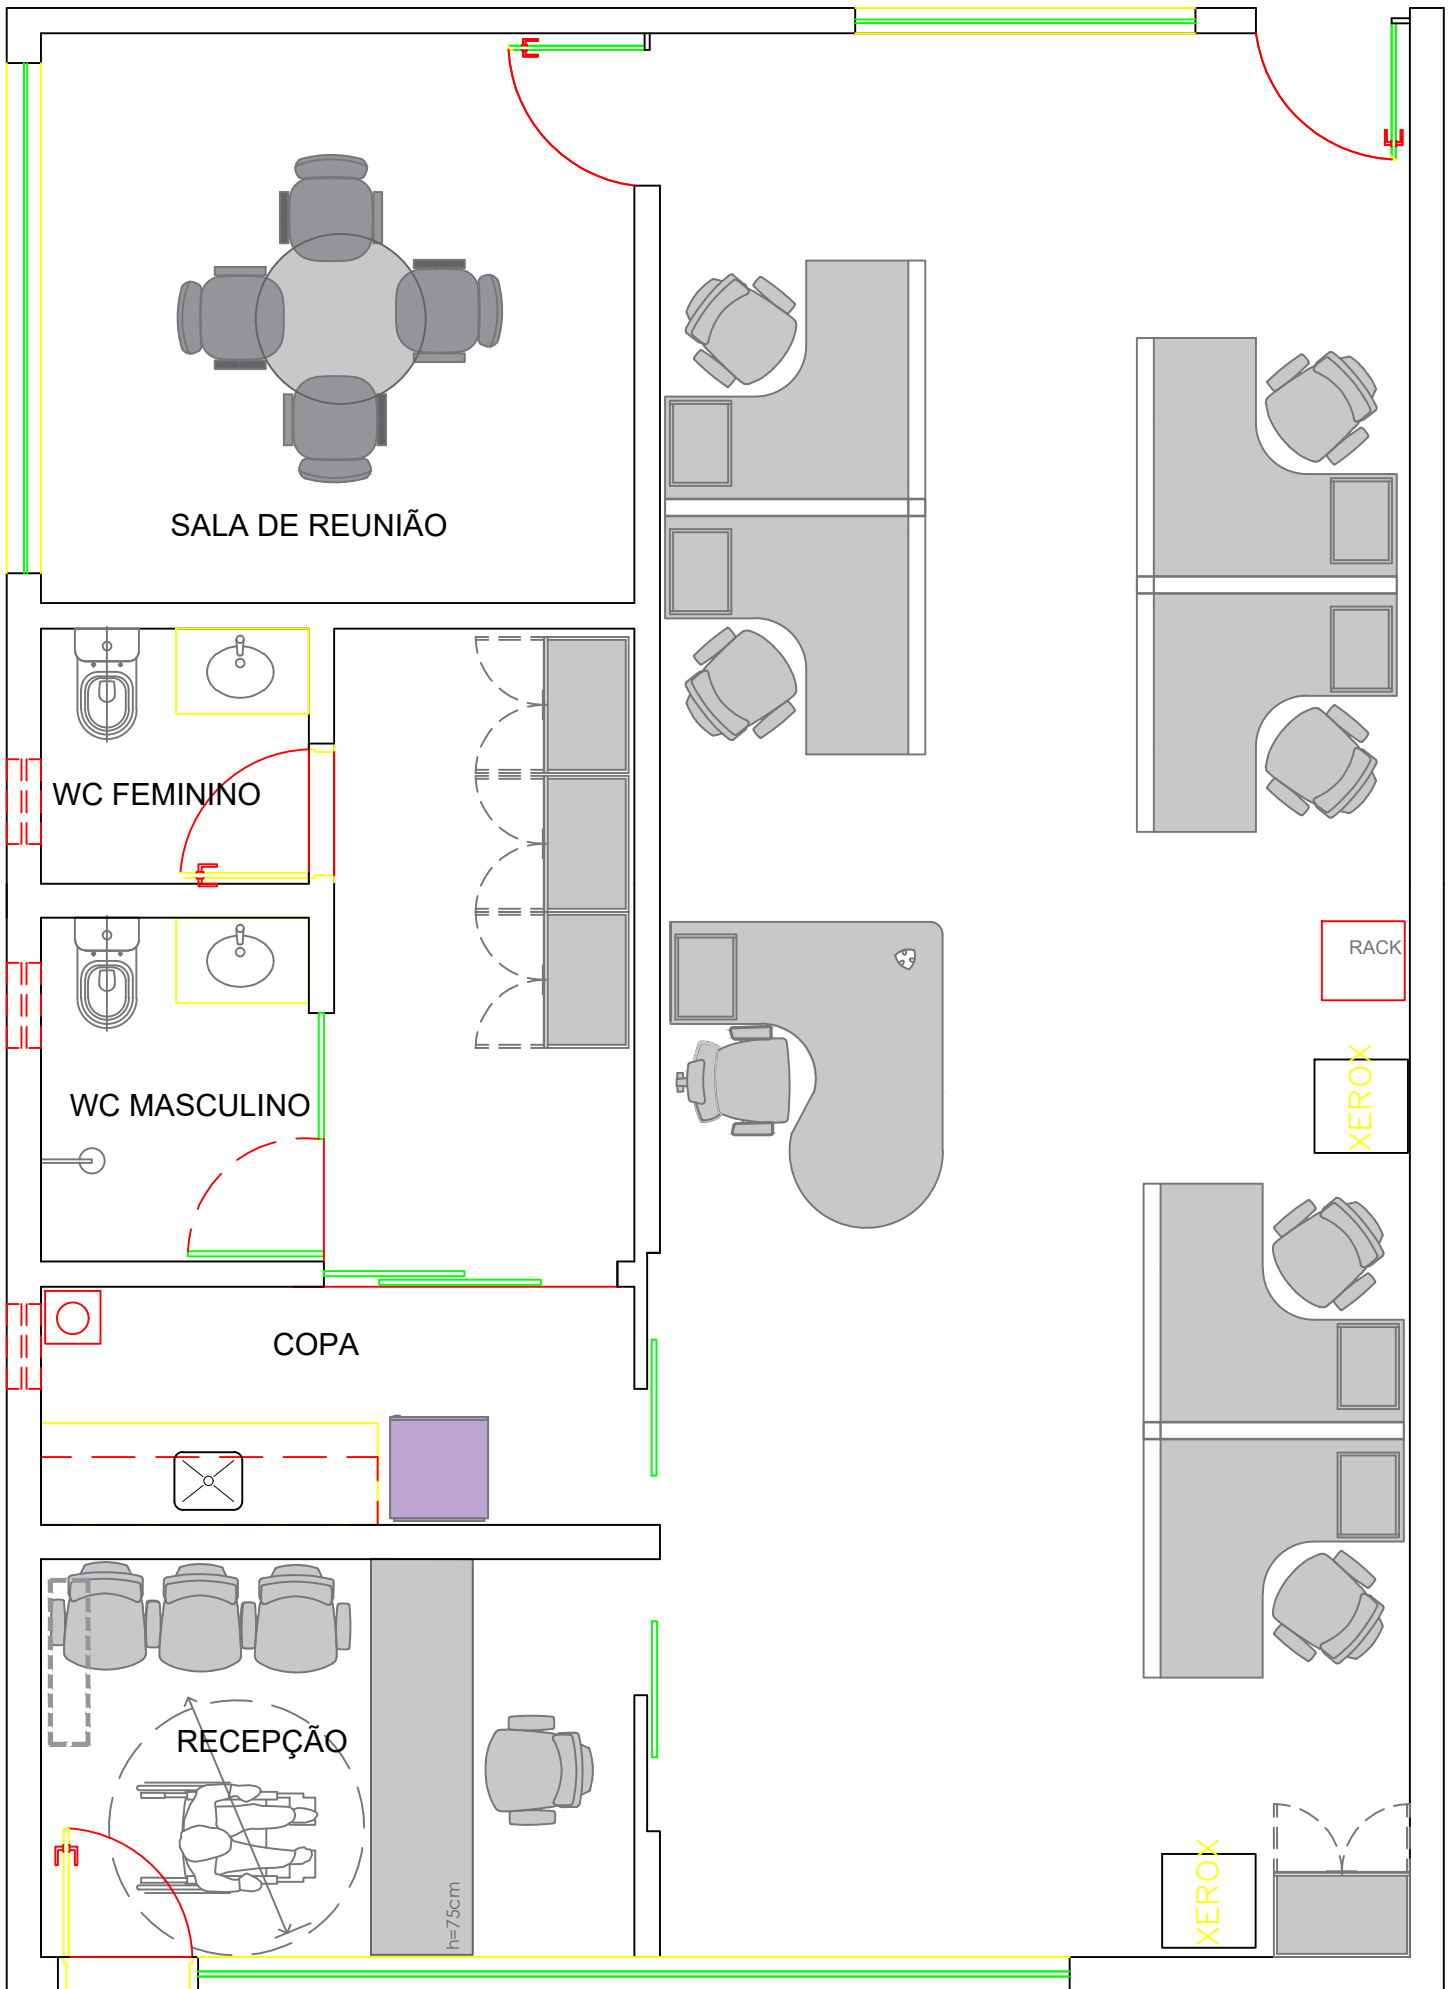 SALA DE REUNIÃO
WC FEMININO
RACK
XEROX
WC MASCULINO
COPA
RECEPÇÃO
h=75cm
XEROX